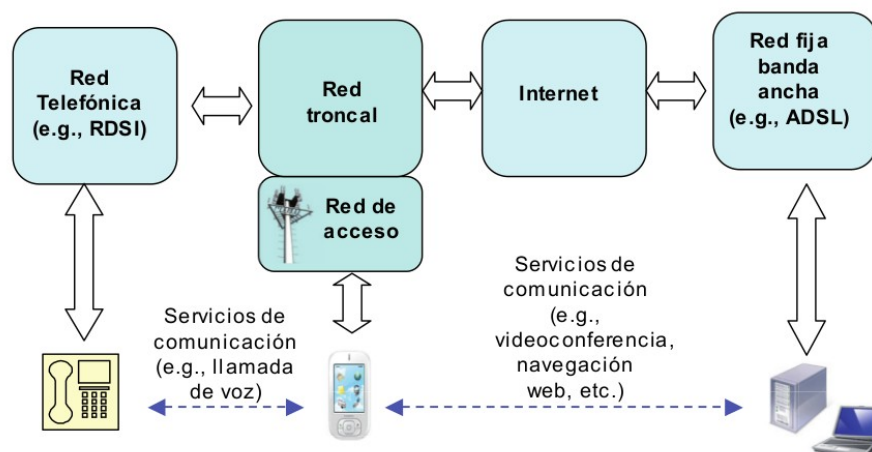 Red
Telefónica
(e.g., RDSI)
Red
troncal
Internet
Red fija
banda
ancha
(e.g., ADSL)
Red de
acceso
Servicios de
comunicación
(e.g., llamada
de voz)
Servicios de
comunicación
(e.g.,
videoconferencia,
navegación
web, etc.)